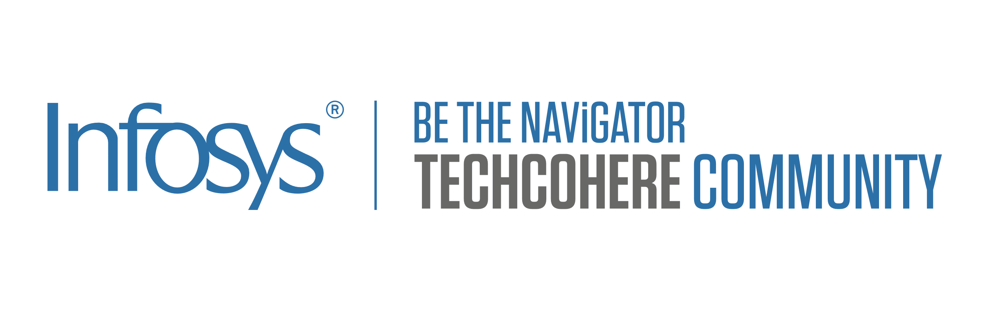 Infosys®
BE THE NAViGATOR
TECHCOHERE COMMUNITY